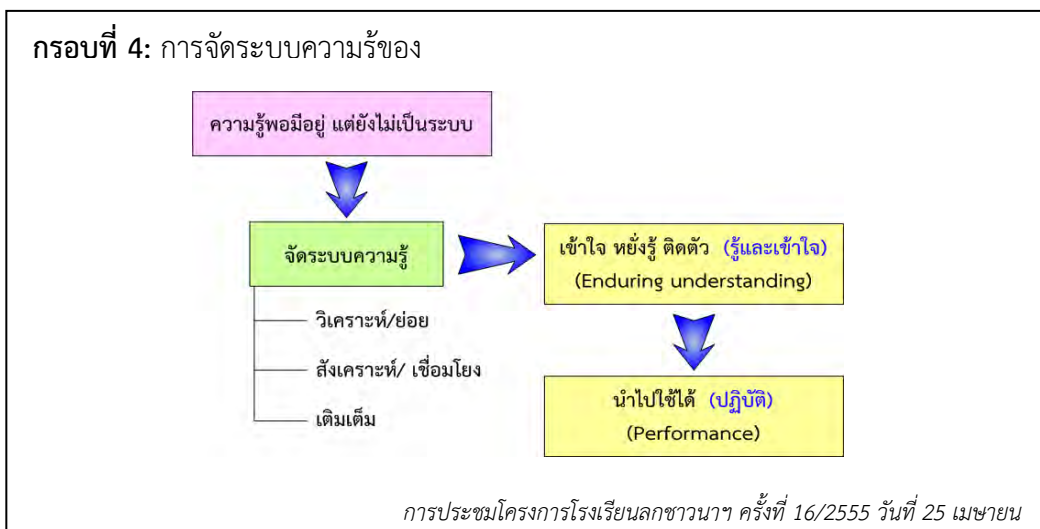 กรอบที่ 4: การจัดระบบความรู้ของ
ความรู้พอมีอยู่ แต่ยังไม่เป็นระบบ
จัดระบบความรู้
วิเคราะห์/ย่อย
สังเคราะห์/ เชื่อมโยง
เติมเต็ม
เข้าใจ หยั่งรู้ ติดตัว (รู้และเข้าใจ)
(Enduring understanding)
นำไปใช้ได้ (ปฏิบัติ)
(Performance)
การประชมโครงการโรงเรียนลกชาวนาฯ ครั้งที่ 16/2555 วันที่ 25 เมษายน